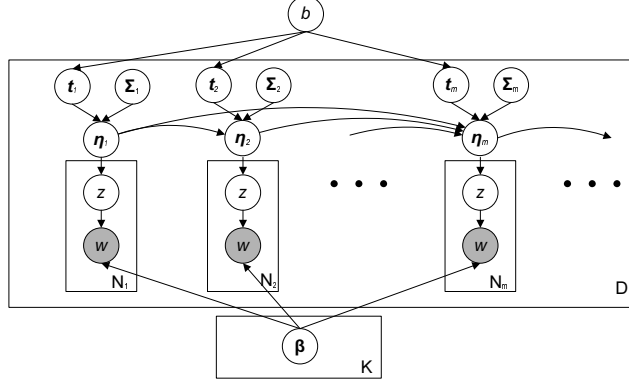 b
t₁ Σ₁ t₂ Σ₂ tₘ Σₘ
η₁ η₂ ηₘ
z z • • • z • • •
w w w
N₁ N₂ Nₘ
D
β
K